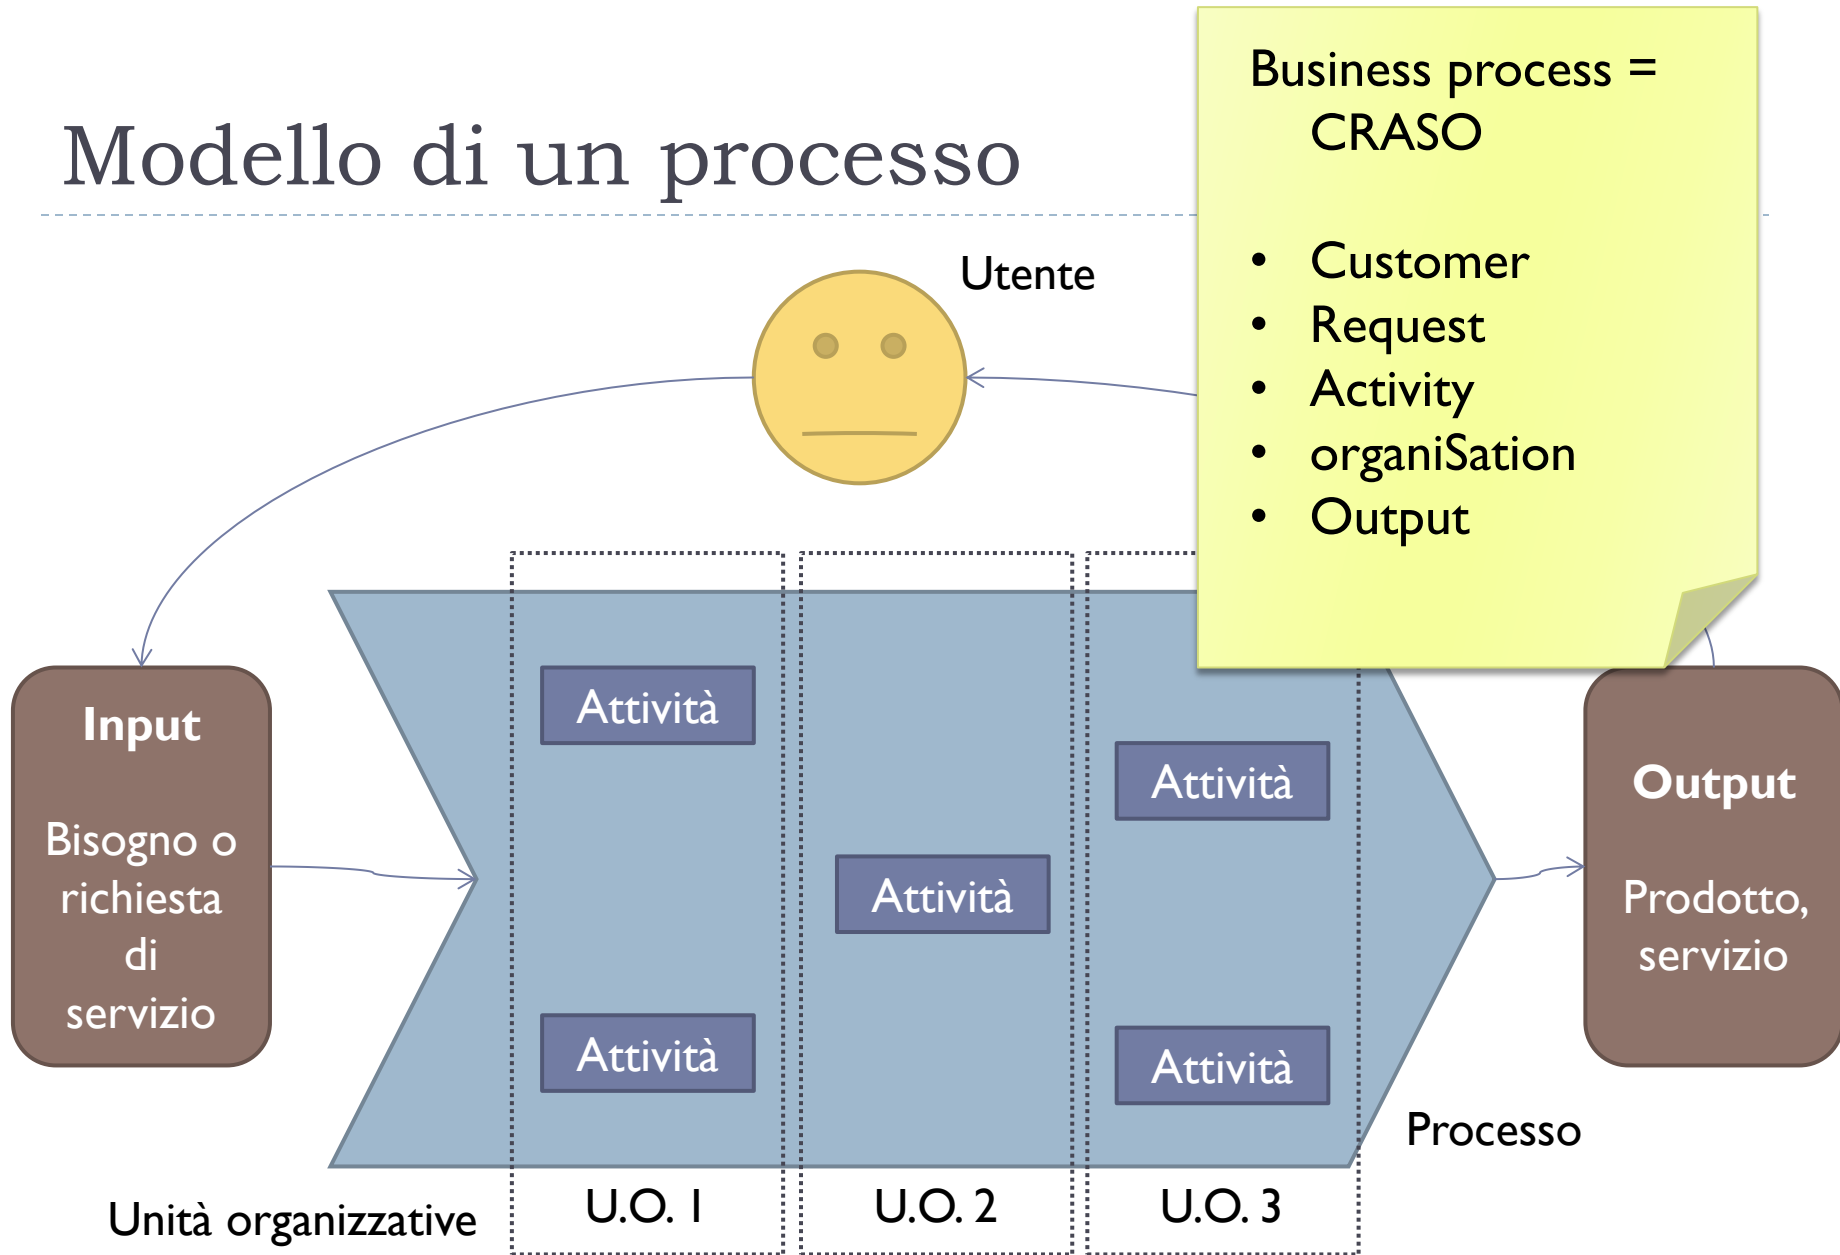 Modello di un processo
Business process =
CRASO
• Customer
• Request
• Activity
• organiSation
• Output
Utente
Input
Bisogno o
richiesta
di
servizio
Attività
Attività
Attività
Attività
Attività
Output
Prodotto,
servizio
Processo
Unità organizzative
U.O. 1
U.O. 2
U.O. 3